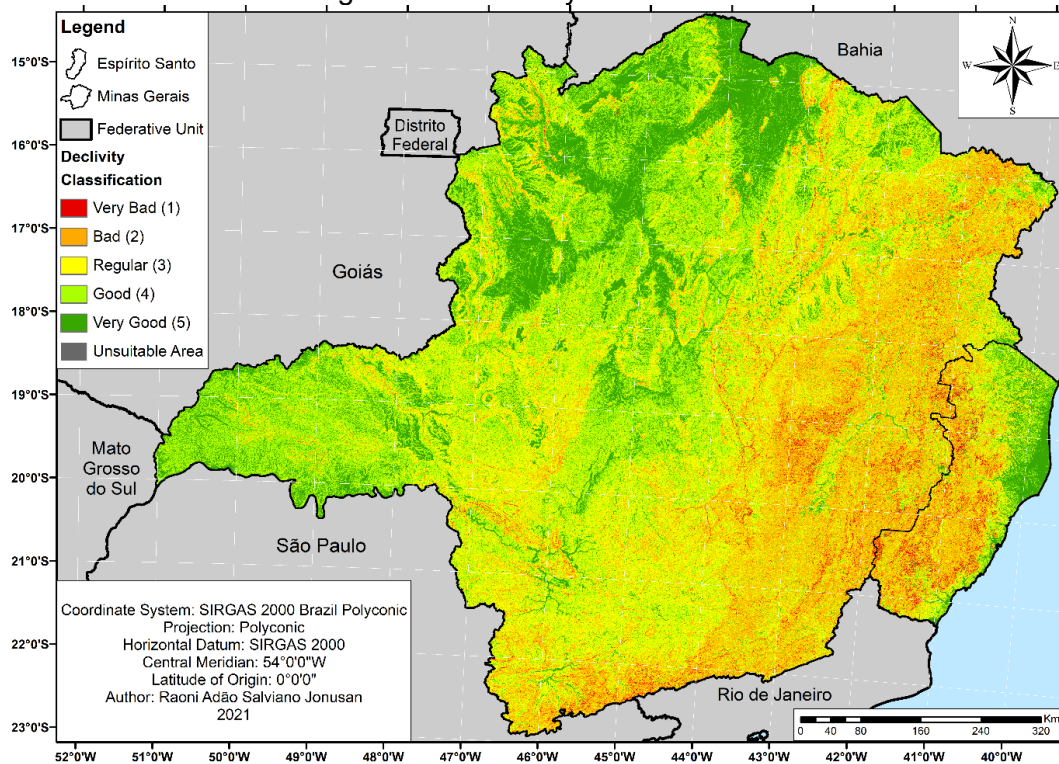 Legend
Espírito Santo
Minas Gerais
Federative Unit
Declivity
Classification
Very Bad (1)
Bad (2)
Regular (3)
Good (4)
Very Good (5)
Unsuitable Area
N
W
E
S
Bahia
Distrito
Federal
Goiás
Mato
Grosso
do Sul
São Paulo
Rio de Janeiro
15°0'S
16°0'S
17°0'S
18°0'S
19°0'S
20°0'S
21°0'S
22°0'S
23°0'S
Coordinate System: SIRGAS 2000 Brazil Polyconic
Projection: Polyconic
Horizontal Datum: SIRGAS 2000
Central Meridian: 54°0'0"W
Latitude of Origin: 0°0'0"
Author: Raoni Adão Salviano Jonusan
2021
Km
0 40 80 160 240 320
52°0'W 51°0'W 50°0'W 49°0'W 48°0'W 47°0'W 46°0'W 45°0'W 44°0'W 43°0'W 42°0'W 41°0'W 40°0'W